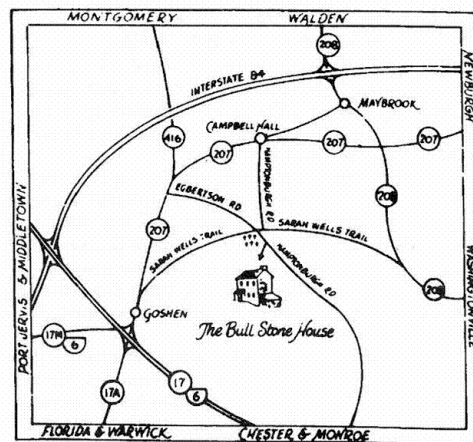 MONTGOMERY
WALDEN
208
INTERSTATE 84
NEWBURGH
MAYBROOK
CAMPBELL HALL
416
207
207
207
HAMPTONBURGH RD
EGBERTSON RD
208
PORT JERVIS & MIDDLETOWN
207
SARAH WELLS TRAIL
SARAH WELLS TRAIL
HAMPTONBURGH RD
WASHINGTONVILLE
208
GOSHEN
The Bull Stone House
17M
6
17A
17
6
FLORIDA & WARWICK
CHESTER & MONROE